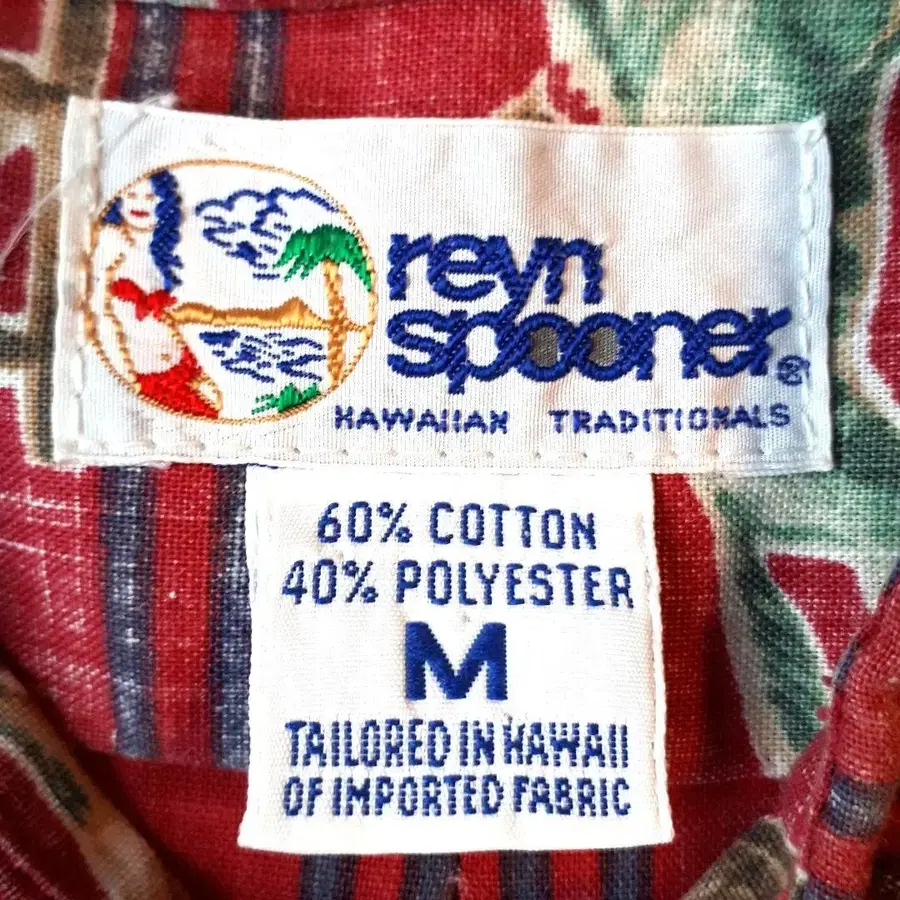 reyn
spooner®
HAWAIIAN TRADITIONALS
60% COTTON
40% POLYESTER
M
TAILORED IN HAWAII
OF IMPORTED FABRIC